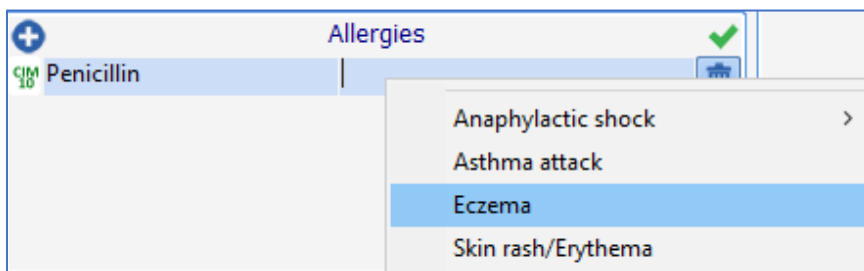 Allergies
CIM
10 Penicillin
Anaphylactic shock
Asthma attack
Eczema
Skin rash/Erythema